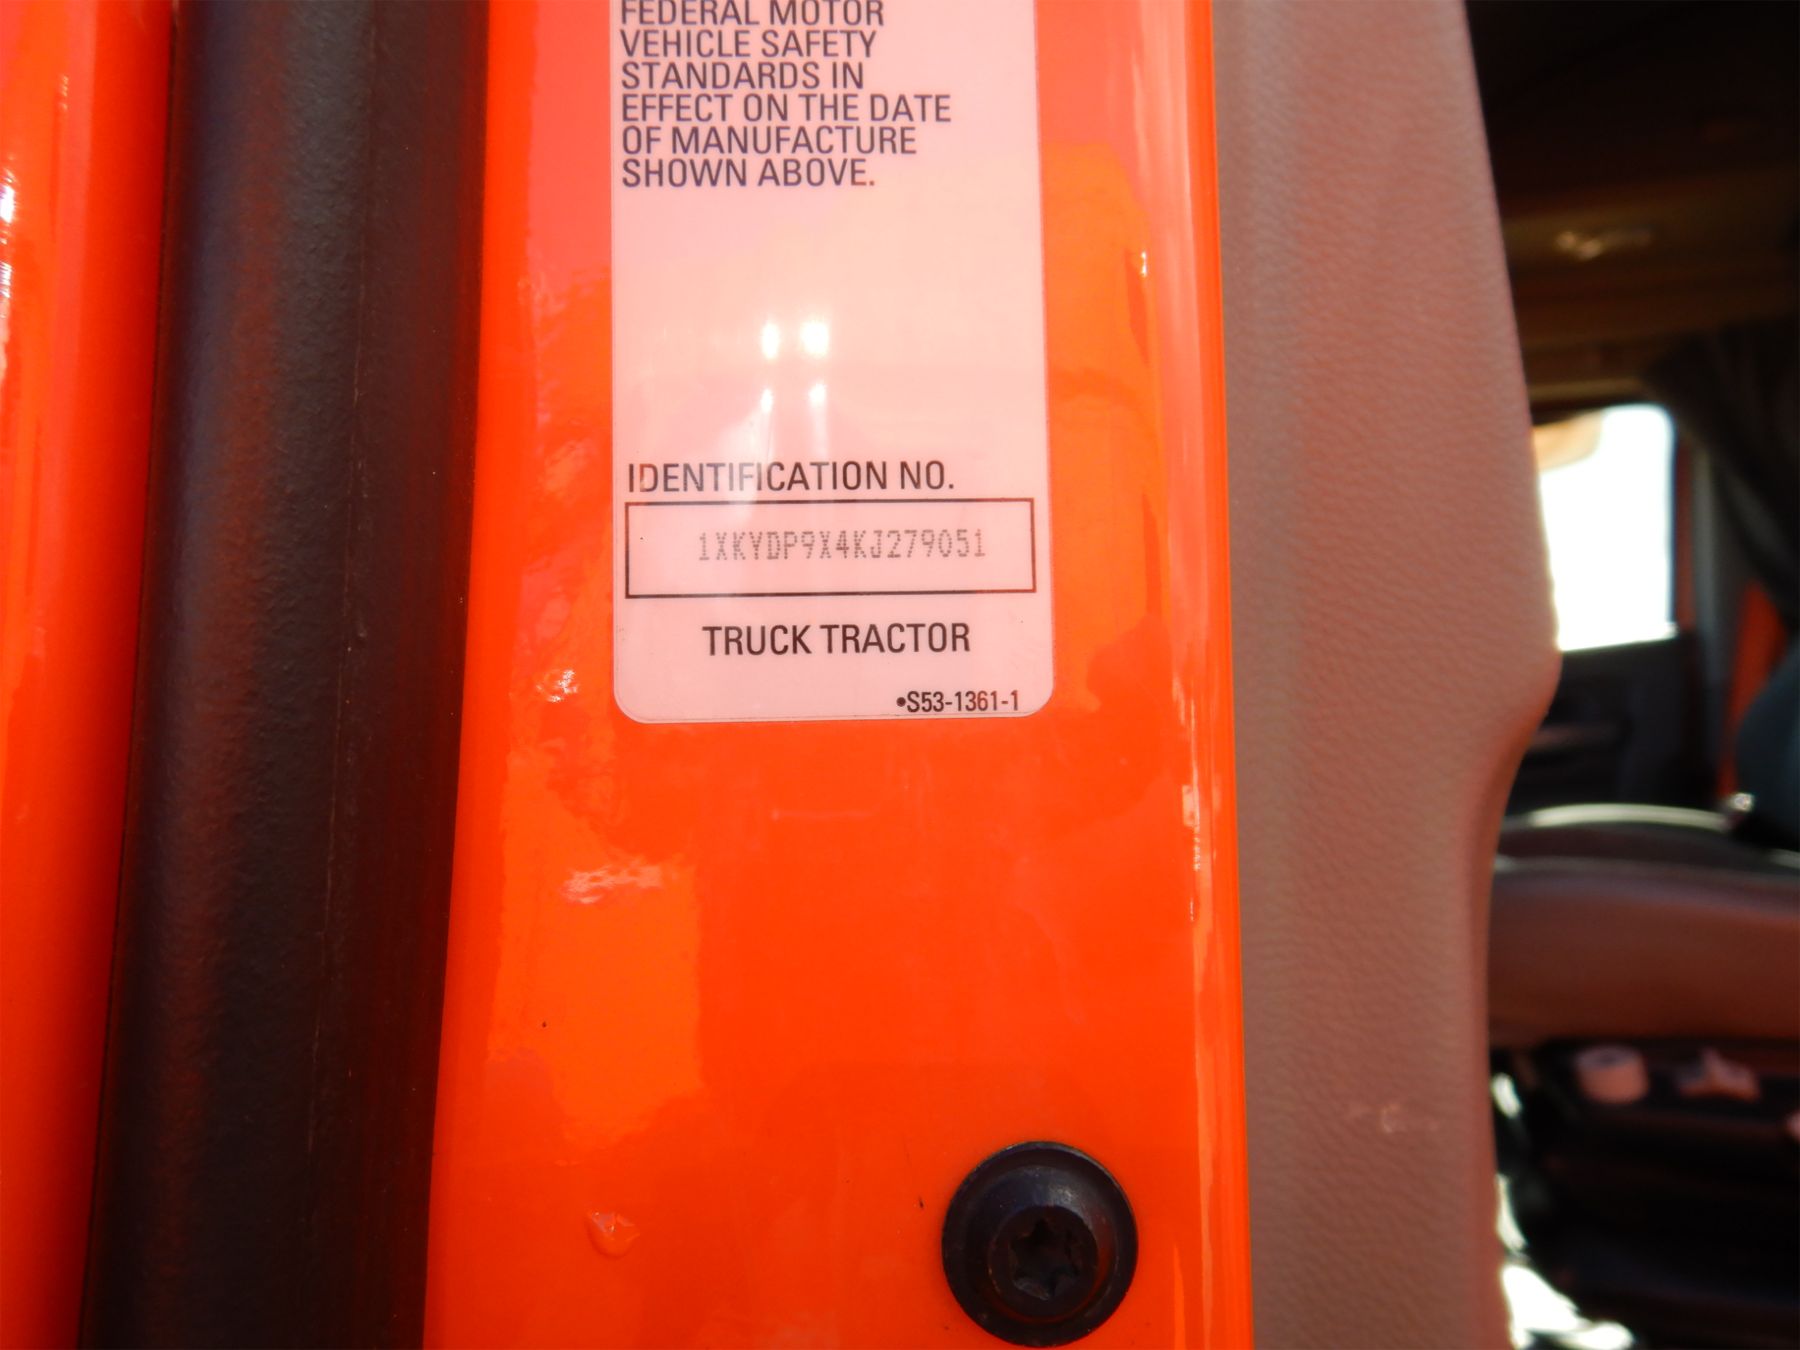 FEDERAL MOTOR
VEHICLE SAFETY
STANDARDS IN
EFFECT ON THE DATE
OF MANUFACTURE
SHOWN ABOVE.
IDENTIFICATION NO.
1XKYDP9X4KJ279051
TRUCK TRACTOR
•S53-1361-1